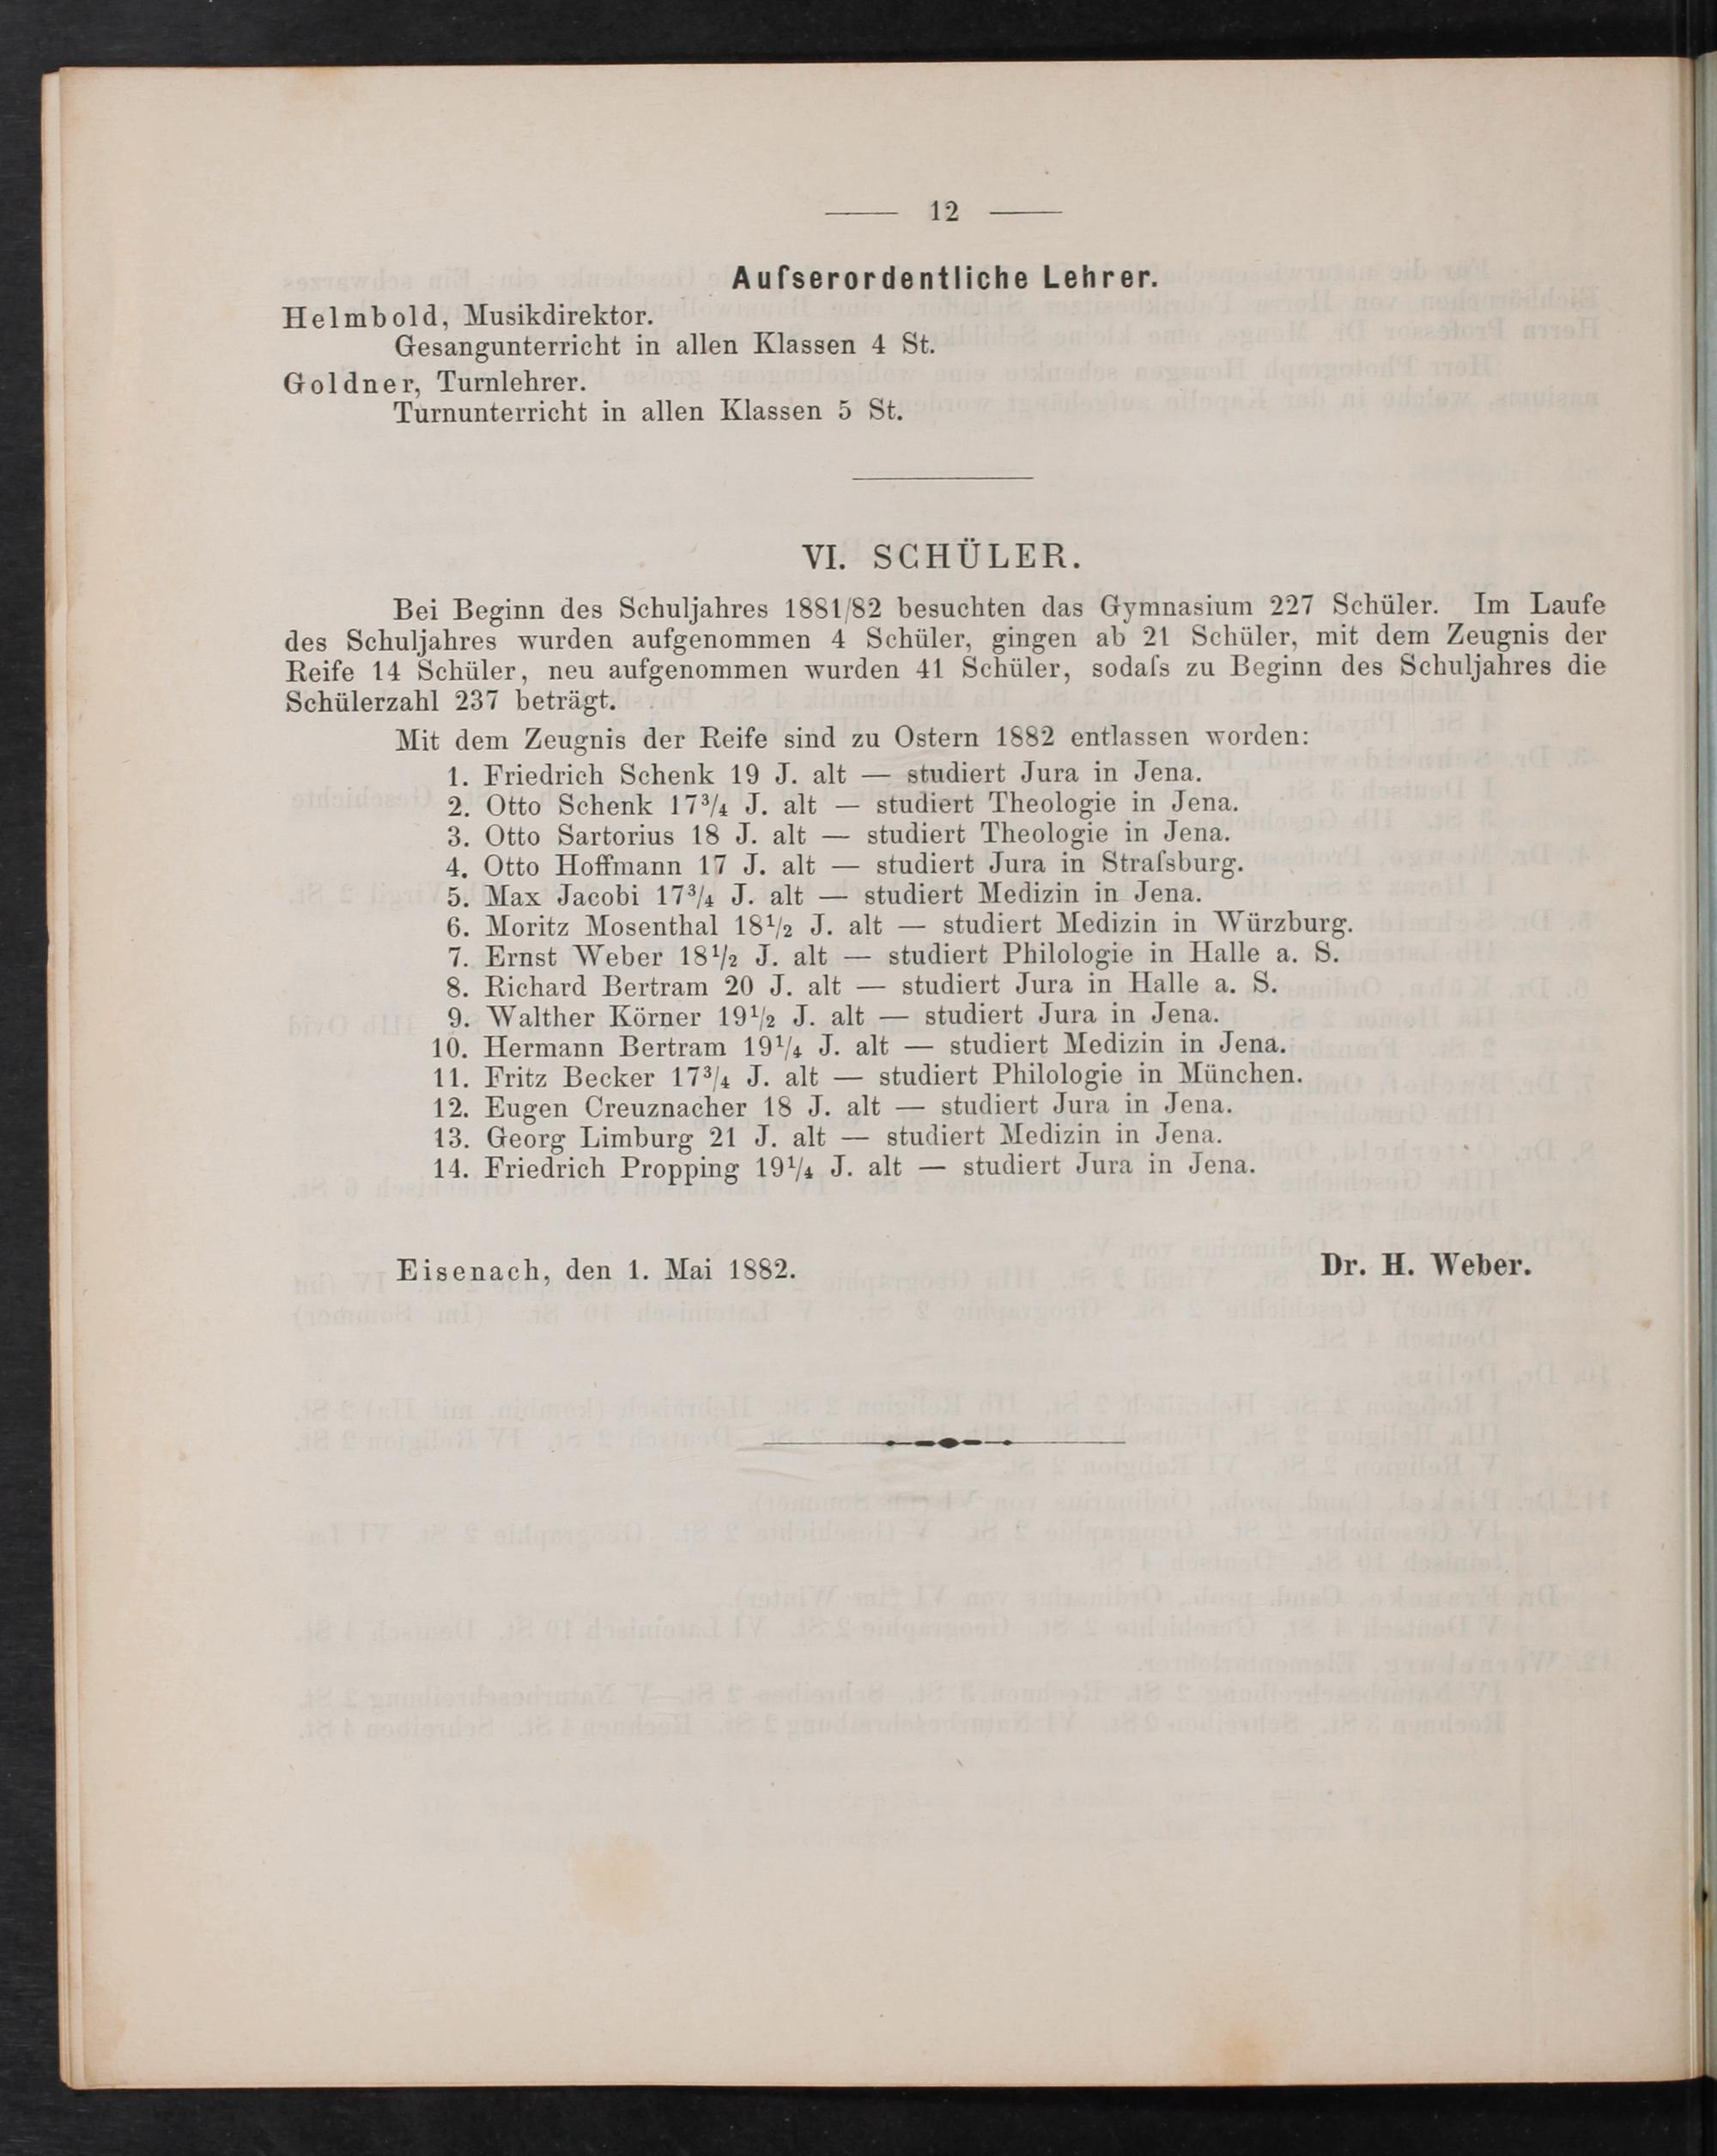 — 12 —
Auſserordentliche Lehrer.
Helmbold, Musikdirektor.
Gesangunterricht in allen Klassen 4 St.
Goldner, Turnlehrer.
Turnunterricht in allen Klassen 5 St.
VI. SCHÜLER.
Bei Beginn des Schuljahres 1881/82 besuchten das Gymnasium 227 Schüler. Im Laufe
des Schuljahres wurden aufgenommen 4 Schüler, gingen ab 21 Schüler, mit dem Zeugnis der
Reife 14 Schüler, neu aufgenommen wurden 41 Schüler, sodaſs zu Beginn des Schuljahres die
Schülerzahl 237 beträgt.
Mit dem Zeugnis der Reife sind zu Ostern 1882 entlassen worden:
1. Friedrich Schenk 19 J. alt — studiert Jura in Jena.
2. Otto Schenk 17³/₄ J. alt — studiert Theologie in Jena.
3. Otto Sartorius 18 J. alt — studiert Theologie in Jena.
4. Otto Hoffmann 17 J. alt — studiert Jura in Straſsburg.
5. Max Jacobi 17³/₄ J. alt — studiert Medizin in Jena.
6. Moritz Mosenthal 18¹/₂ J. alt — studiert Medizin in Würzburg.
7. Ernst Weber 18¹/₂ J. alt — studiert Philologie in Halle a. S.
8. Richard Bertram 20 J. alt — studiert Jura in Halle a. S.
9. Walther Körner 19¹/₂ J. alt — studiert Jura in Jena.
10. Hermann Bertram 19¹/₄ J. alt — studiert Medizin in Jena.
11. Fritz Becker 17³/₄ J. alt — studiert Philologie in München.
12. Eugen Creuznacher 18 J. alt — studiert Jura in Jena.
13. Georg Limburg 21 J. alt — studiert Medizin in Jena.
14. Friedrich Propping 19¹/₄ J. alt — studiert Jura in Jena.
Eisenach, den 1. Mai 1882. Dr. H. Weber.